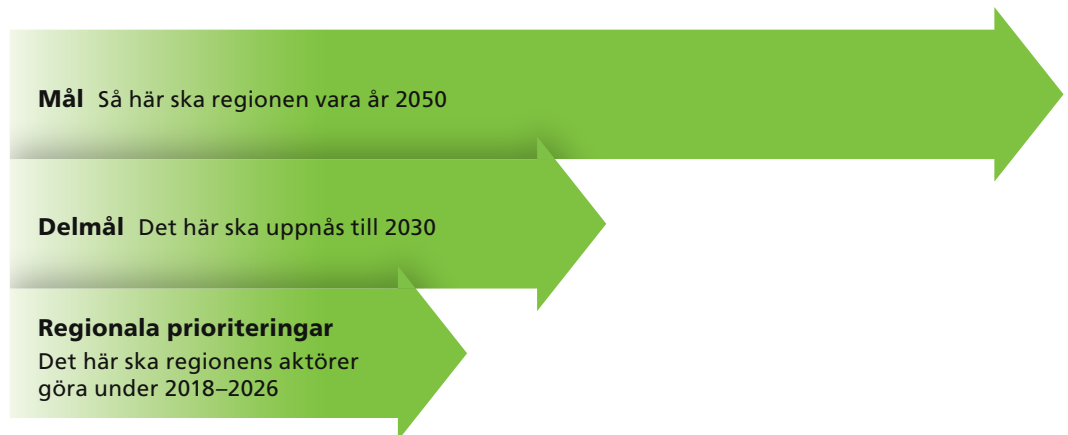 Mål Så här ska regionen vara år 2050
Delmål Det här ska uppnås till 2030
Regionala prioriteringar
Det här ska regionens aktörer
göra under 2018–2026